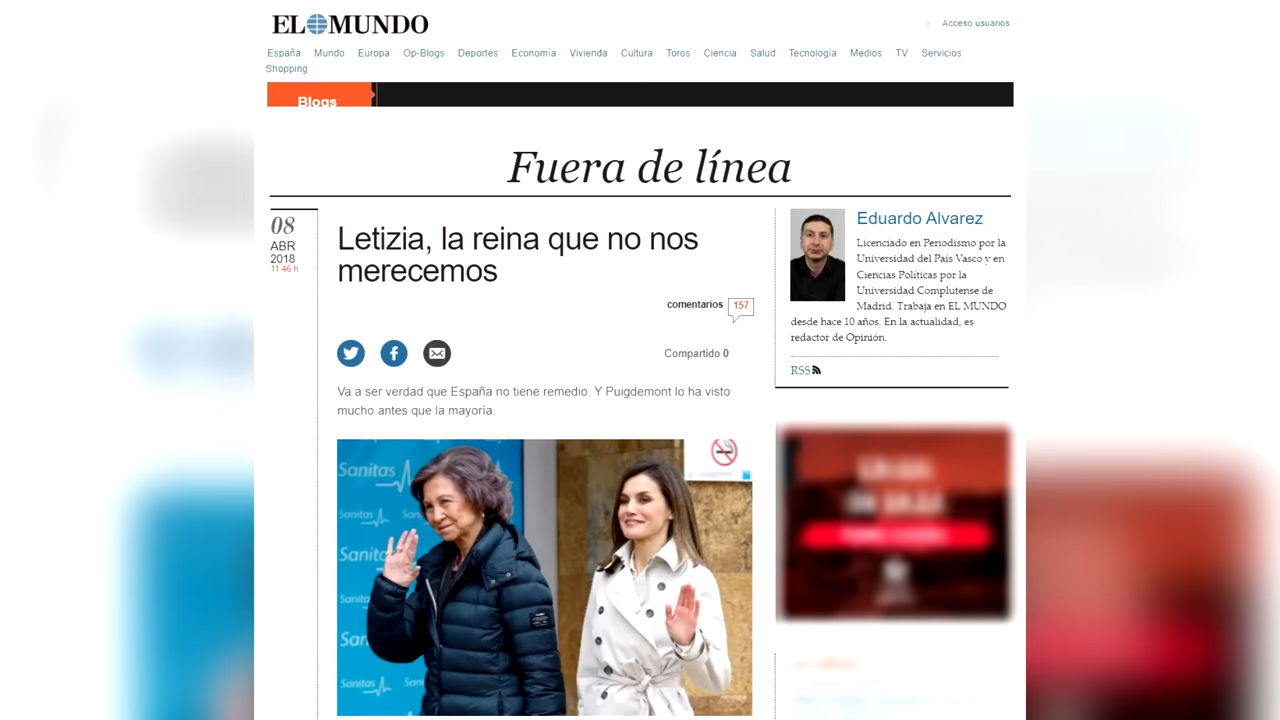 EL MUNDO
Acceso usuarios
España Mundo Europa Op-Blogs Deportes Economía Vivienda Cultura Toros Ciencia Salud Tecnología Medios TV Servicios
Shopping
Blogs
Fuera de línea
08
ABR
2018
11 46 h
Letizia, la reina que no nos
merecemos
comentarios 157
Compartido 0
Va a ser verdad que España no tiene remedio. Y Puigdemont lo ha visto
mucho antes que la mayoría
Sanitas
Sanitas
Sanitas
Sanitas
Sanitas
Eduardo Alvarez
Licenciado en Periodismo por la
Universidad del País Vasco y en
Ciencias Políticas por la
Universidad Complutense de
Madrid. Trabaja en EL MUNDO
desde hace 10 años. En la actualidad, es
redactor de Opinión.
RSS